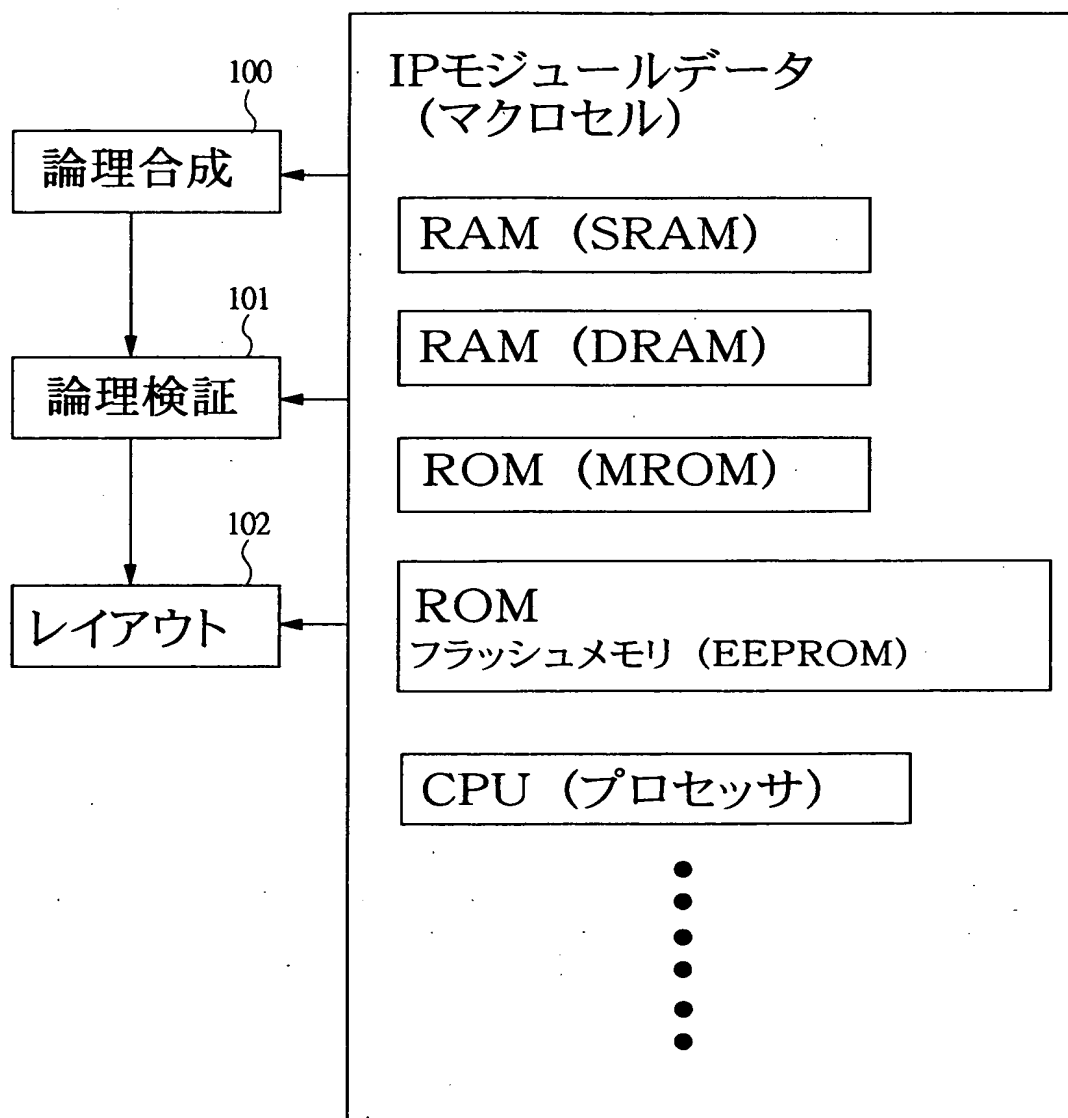 100
論理合成
101
論理検証
102
レイアウト
IPモジュールデータ
(マクロセル)
RAM (SRAM)
RAM (DRAM)
ROM (MROM)
ROM
フラッシュメモリ (EEPROM)
CPU (プロセッサ)